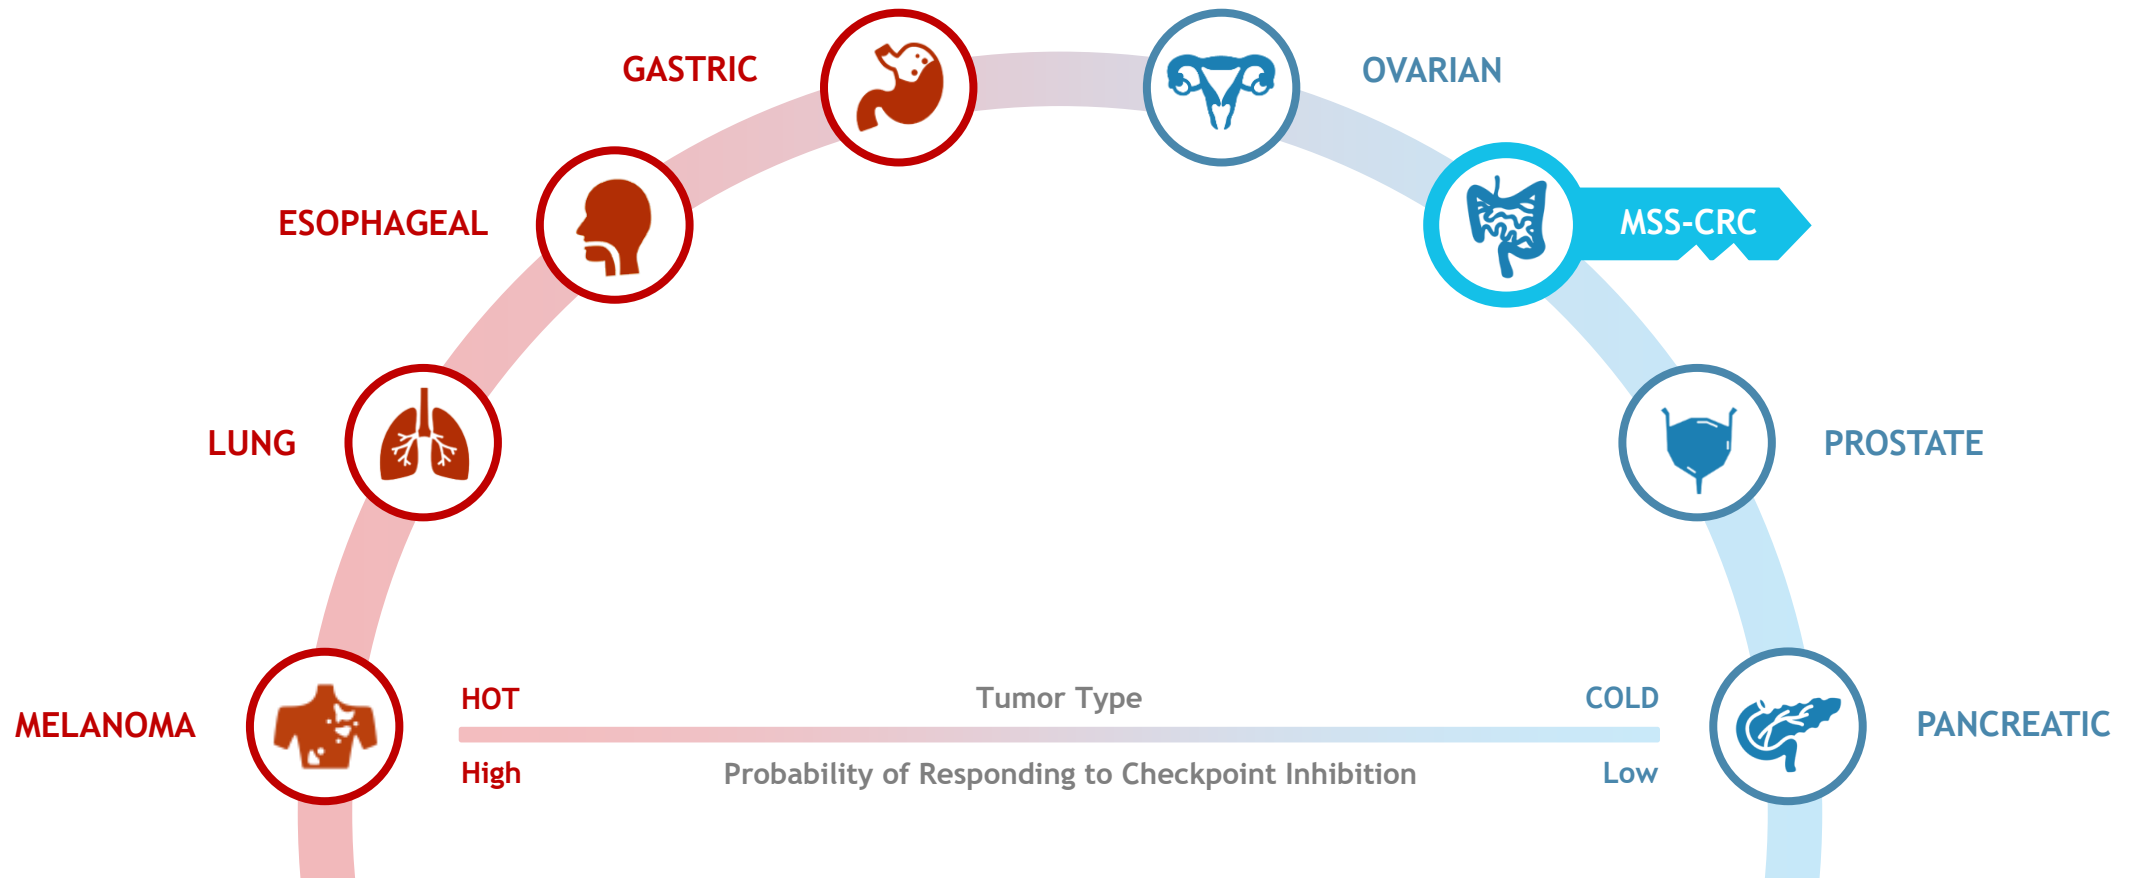 GASTRIC
OVARIAN
ESOPHAGEAL
MSS-CRC
LUNG
PROSTATE
MELANOMA
HOT
Tumor Type
COLD
PANCREATIC
High
Probability of Responding to Checkpoint Inhibition
Low